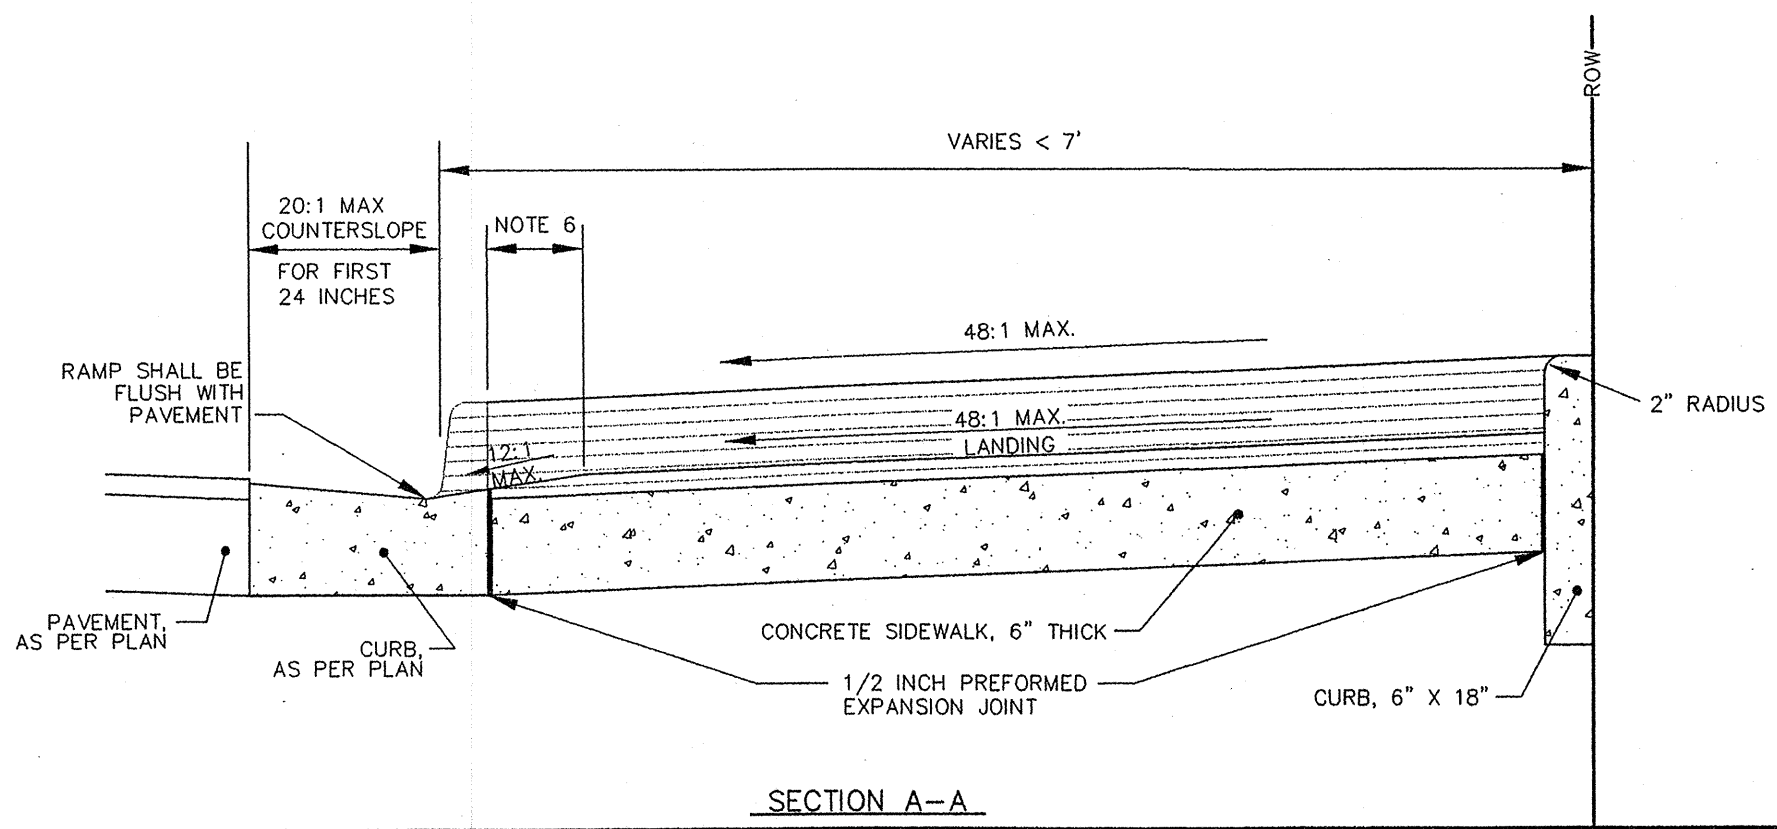 ROW
VARIES < 7'
20:1 MAX
COUNTERSLOPE
FOR FIRST
24 INCHES
NOTE 6
48:1 MAX.
RAMP SHALL BE
FLUSH WITH
PAVEMENT
2" RADIUS
48:1 MAX.
LANDING
12:1
MAX.
PAVEMENT,
AS PER PLAN
CURB,
AS PER PLAN
CONCRETE SIDEWALK, 6" THICK
1/2 INCH PREFORMED
EXPANSION JOINT
CURB, 6" X 18"
SECTION A-A